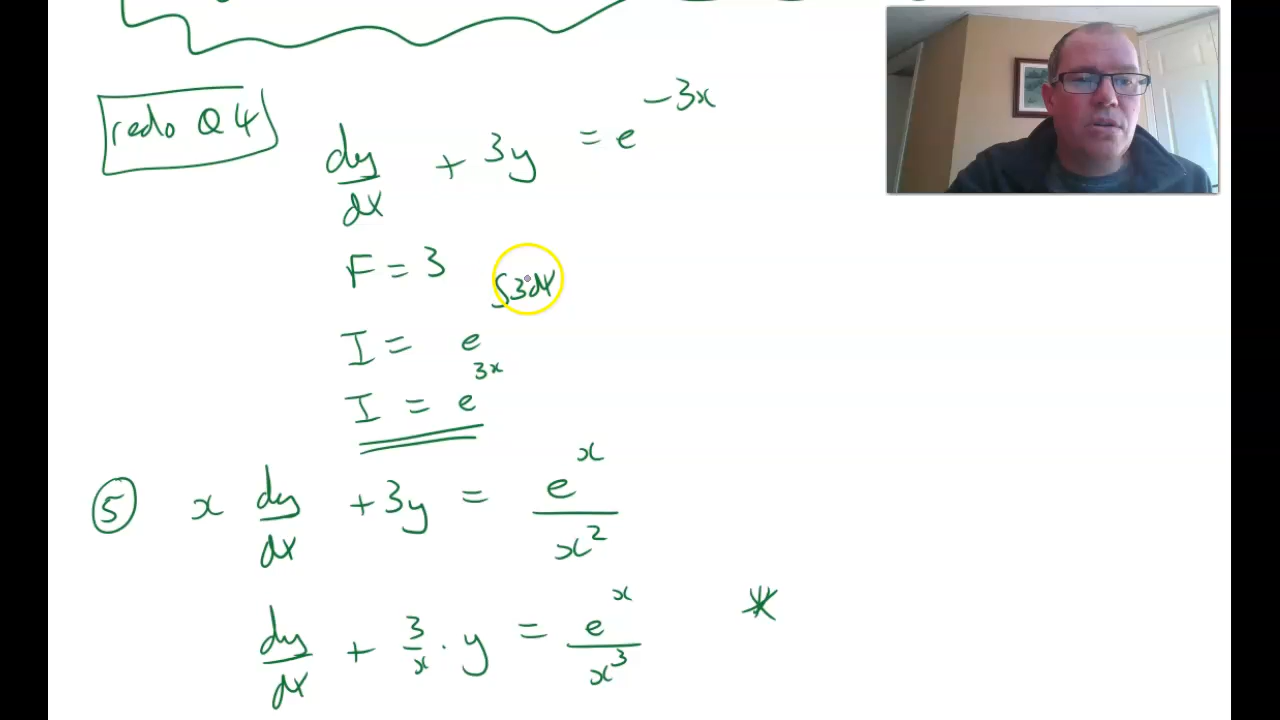 redo Q4
dy/dx + 3y = e^{-3x}
F = 3
I = e^{∫3dx}
I = e^{3x}
⑤ x dy/dx + 3y = e^x/x^2
dy/dx + 3/x · y = e^x/x^3 *